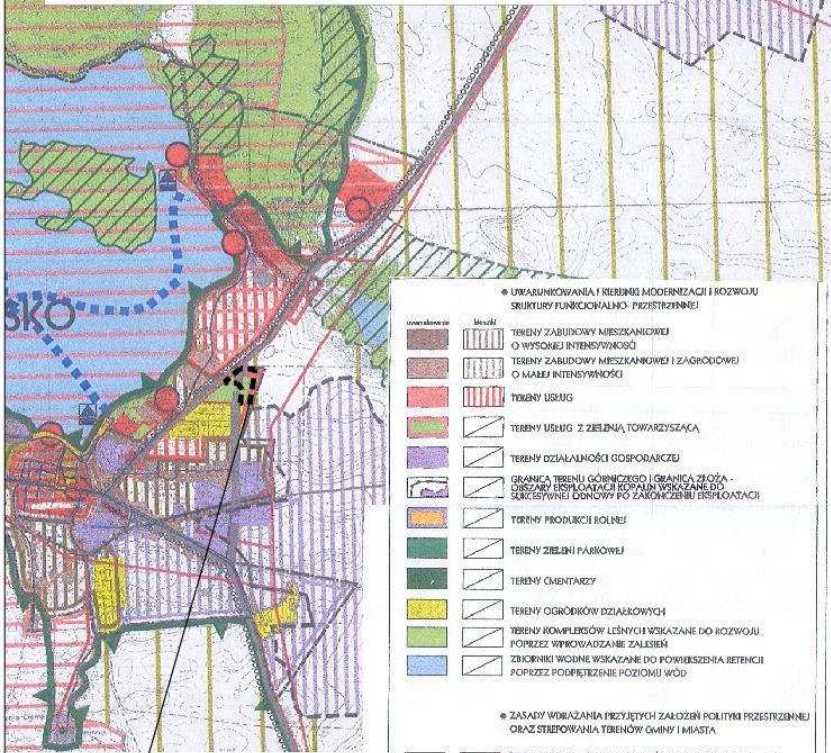 SKO
● UWARUNKOWANIA I KIERUNKI MODERNIZACJI I ROZWOJU
SRUKTURY FUNKCJONALNO- PRZESTRZENNEJ
uwarunkowania kierunki
TERENY ZABUDOWY MIESZKANIOWEJ
O WYSOKIEJ INTENSYWNOŚCI
TERENY ZABUDOWY MIESZKANIOWEJ I ZAGRODOWEJ
O MAŁEJ INTENSYWNOŚCI
TERENY USŁUG
TERENY USŁUG Z ZIELENIĄ TOWARZYSZĄCĄ
TERENY DZIAŁALNOŚCI GOSPODARCZEJ
GRANICA TERENU GÓRNICZEGO I GRANICA ZŁOŻA -
OBSZARY EKSPLOATACJI KOPALIN WSKAZANE DO
SUKCESYWNEJ ODNOWY PO ZAKOŃCZENIU EKSPLOATACJI
TERENY PRODUKCJI ROLNEJ
TERENY ZIELENI PARKOWEJ
TERENY CMENTARZY
TERENY OGRÓDKÓW DZIAŁKOWYCH
TERENY KOMPLEKSÓW LEŚNYCH WSKAZANE DO ROZWOJU
POPRZEZ WPROWADZANIE ZALESIEŃ
ZBIORNIKI WODNE WSKAZANE DO POWIĘKSZENIA RETENCJI
POPRZEZ PODPIĘTRZENIE POZIOMU WÓD
● ZASADY WDRAŻANIA PRZYJĘTYCH ZAŁOŻEŃ POLITYKI PRZESTRZENNEJ
ORAZ STREFOWANIA TERENÓW GMINY I MIASTA